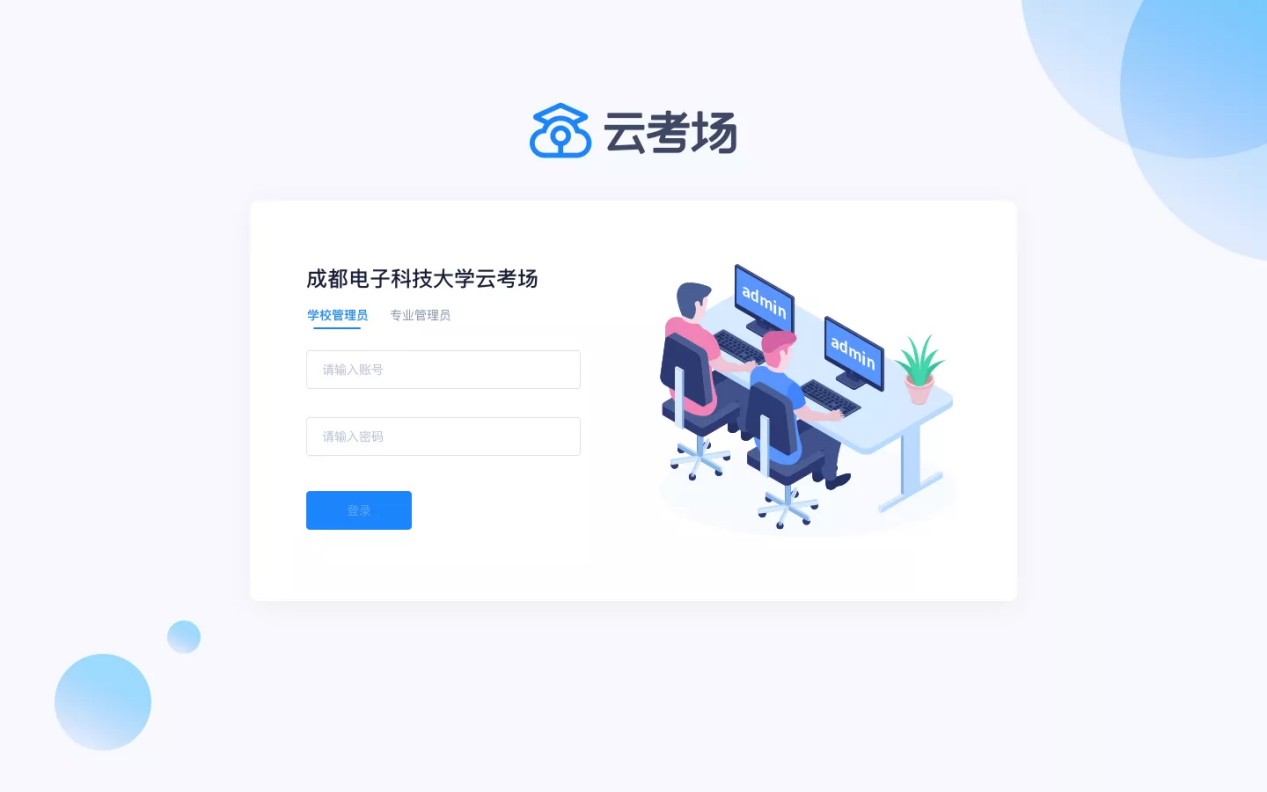 云考场
成都电子科技大学云考场
学校管理员 专业管理员
请输入账号
请输入密码
登录
admin
admin